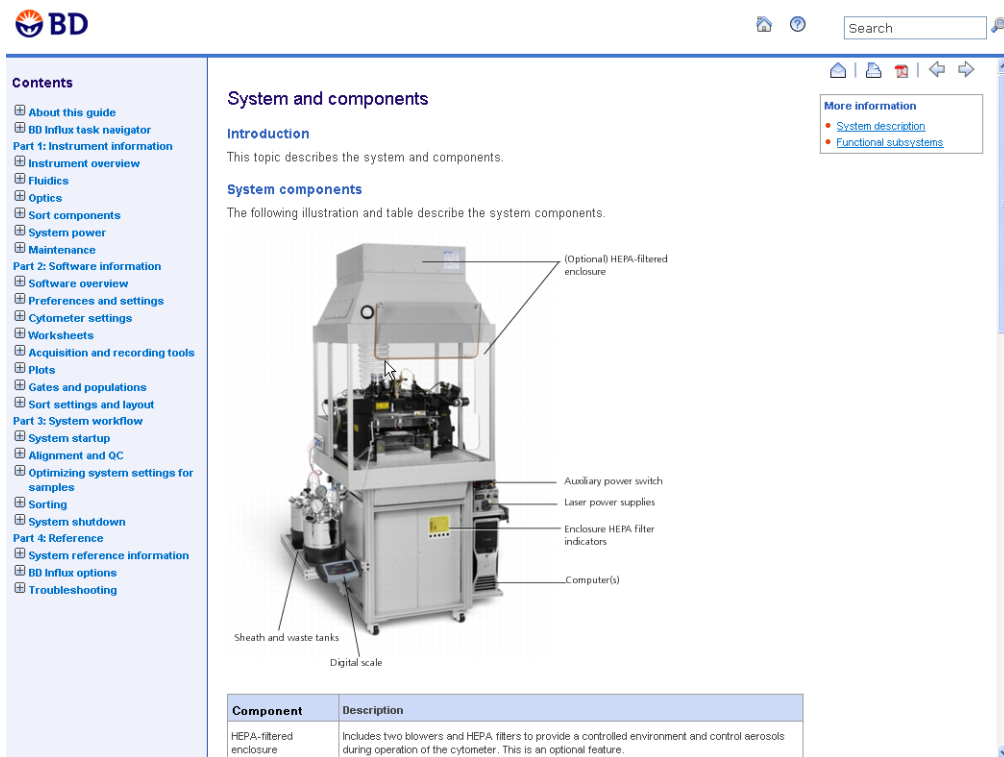 BD
Search
Contents
About this guide
BD Influx task navigator
Part 1: Instrument information
Instrument overview
Fluidics
Optics
Sort components
System power
Maintenance
Part 2: Software information
Software overview
Preferences and settings
Cytometer settings
Worksheets
Acquisition and recording tools
Plots
Gates and populations
Sort settings and layout
Part 3: System workflow
System startup
Alignment and QC
Optimizing system settings for
samples
Sorting
System shutdown
Part 4: Reference
System reference information
BD Influx options
Troubleshooting
System and components
Introduction
This topic describes the system and components.
System components
The following illustration and table describe the system components.
(Optional) HEPA-filtered
enclosure
Auxiliary power switch
Laser power supplies
Enclosure HEPA filter
indicators
Computer(s)
Sheath and waste tanks
Digital scale
Component Description
HEPA-filtered
enclosure
Includes two blowers and HEPA filters to provide a controlled environment and control aerosols
during operation of the cytometer. This is an optional feature.
More information
System description
Functional subsystems